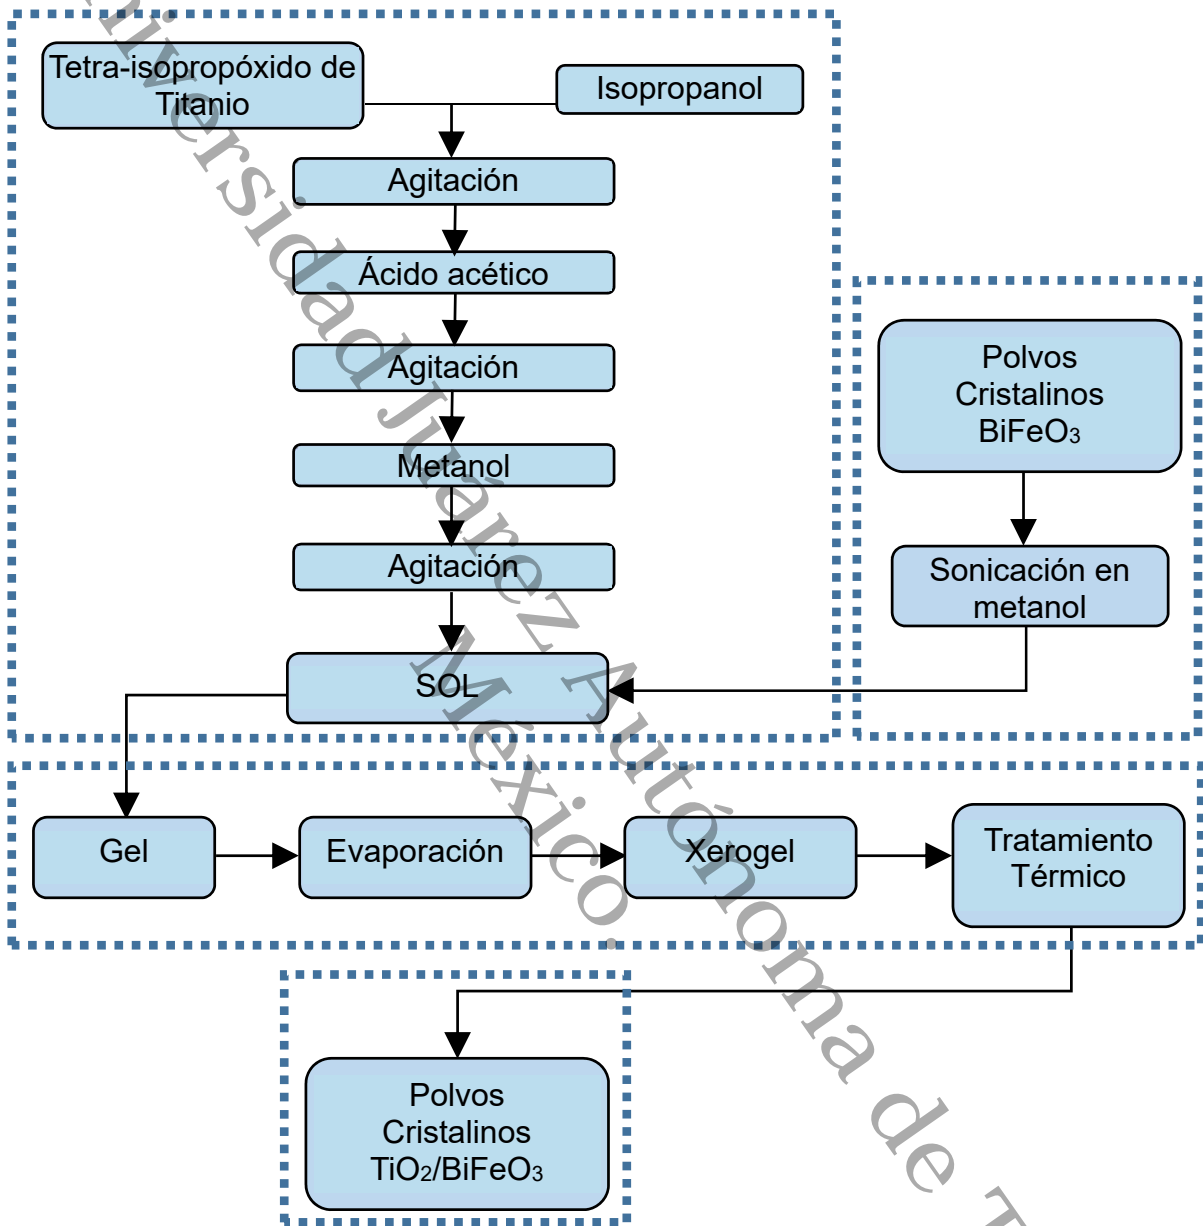 Tetra-isopropóxido de
Titanio
Isopropanol
Agitación
Ácido acético
Agitación
Metanol
Agitación
SOL
Polvos
Cristalinos
BiFeO3
Sonicación en
metanol
Gel
Evaporación
Xerogel
Tratamiento
Térmico
Polvos
Cristalinos
TiO2/BiFeO3
niversidad Juárez Autónoma de T
México.